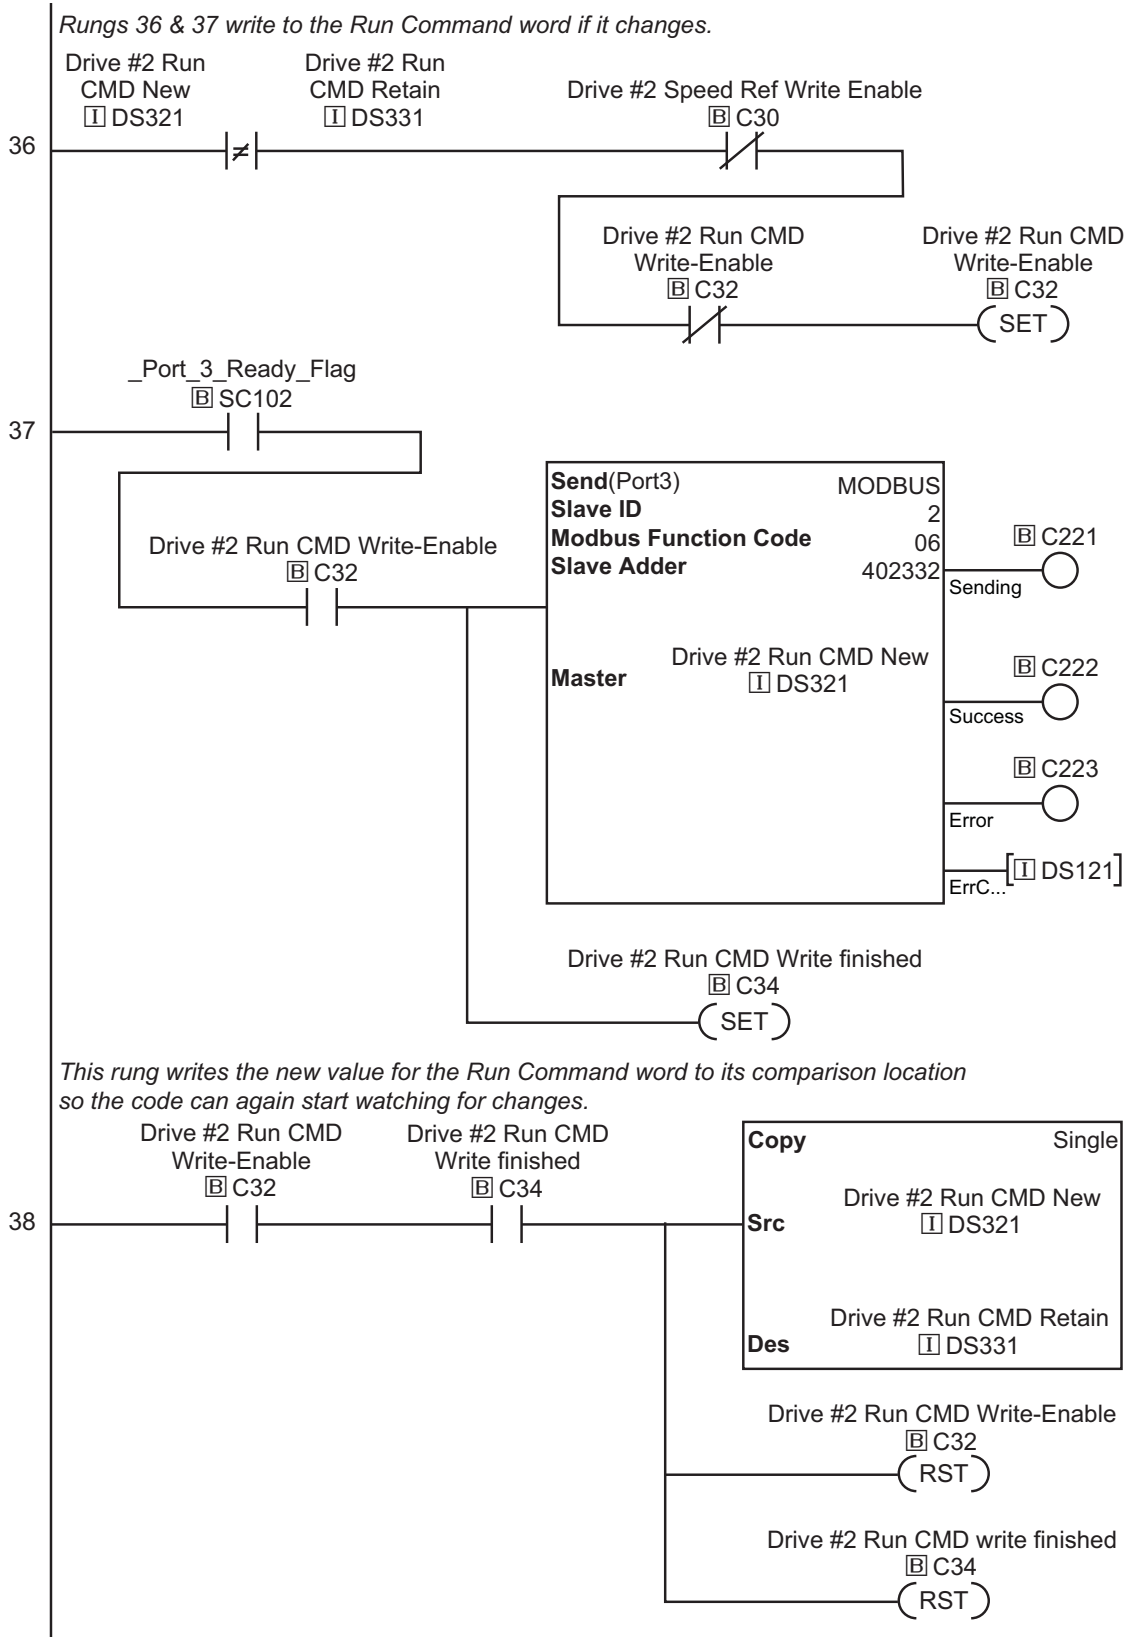 Rungs 36 & 37 write to the Run Command word if it changes.
Drive #2 Run
CMD New
I DS321
Drive #2 Run
CMD Retain
I DS331
Drive #2 Speed Ref Write Enable
B C30
36
≠
Drive #2 Run CMD
Write-Enable
B C32
Drive #2 Run CMD
Write-Enable
B C32
SET
_Port_3_Ready_Flag
B SC102
37
Drive #2 Run CMD Write-Enable
B C32
Send(Port3) MODBUS
Slave ID 2
Modbus Function Code 06
Slave Adder 402332
Master
Drive #2 Run CMD New
I DS321
B C221
Sending
B C222
Success
B C223
Error
I DS121
ErrC...
Drive #2 Run CMD Write finished
B C34
SET
This rung writes the new value for the Run Command word to its comparison location
so the code can again start watching for changes.
Drive #2 Run CMD
Write-Enable
B C32
Drive #2 Run CMD
Write finished
B C34
38
Copy Single
Src
Drive #2 Run CMD New
I DS321
Des
Drive #2 Run CMD Retain
I DS331
Drive #2 Run CMD Write-Enable
B C32
RST
Drive #2 Run CMD write finished
B C34
RST